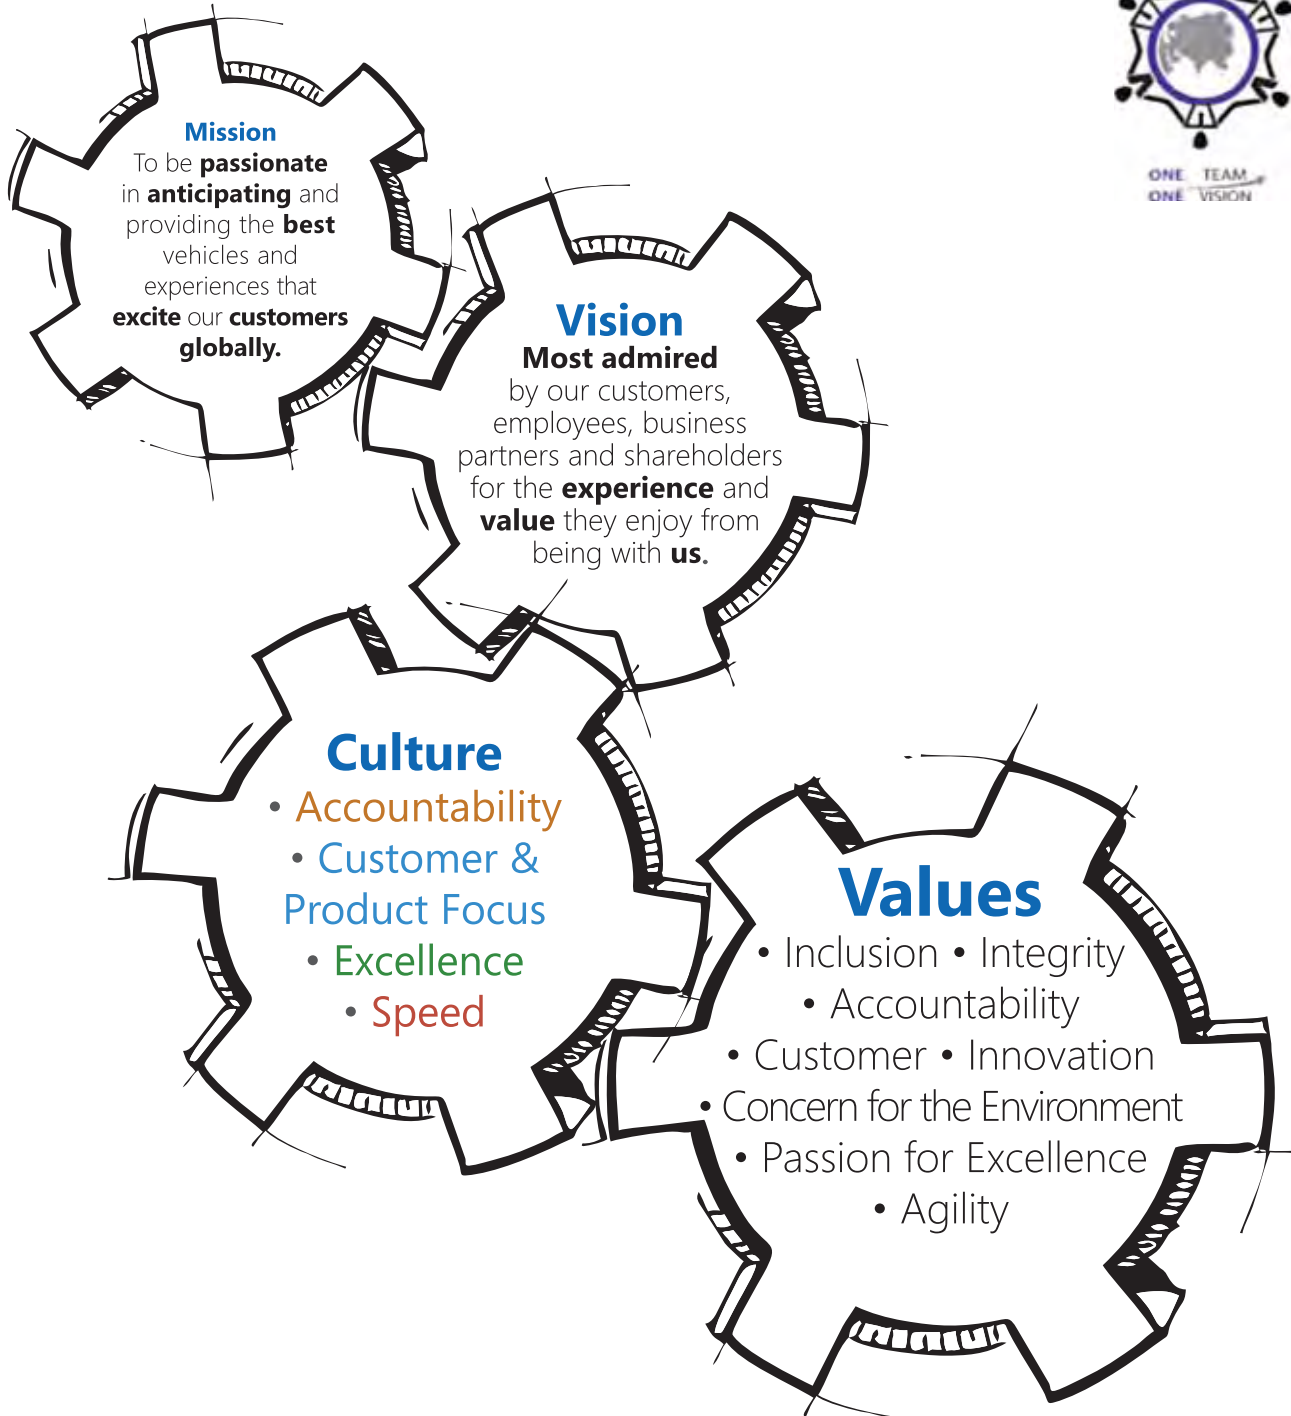 ONE TEAM
ONE VISION
Mission
To be passionate
in anticipating and
providing the best
vehicles and
experiences that
excite our customers
globally.
Vision
Most admired
by our customers,
employees, business
partners and shareholders
for the experience and
value they enjoy from
being with us.
Culture
• Accountability
• Customer &
Product Focus
• Excellence
• Speed
Values
• Inclusion • Integrity
• Accountability
• Customer • Innovation
• Concern for the Environment
• Passion for Excellence
• Agility